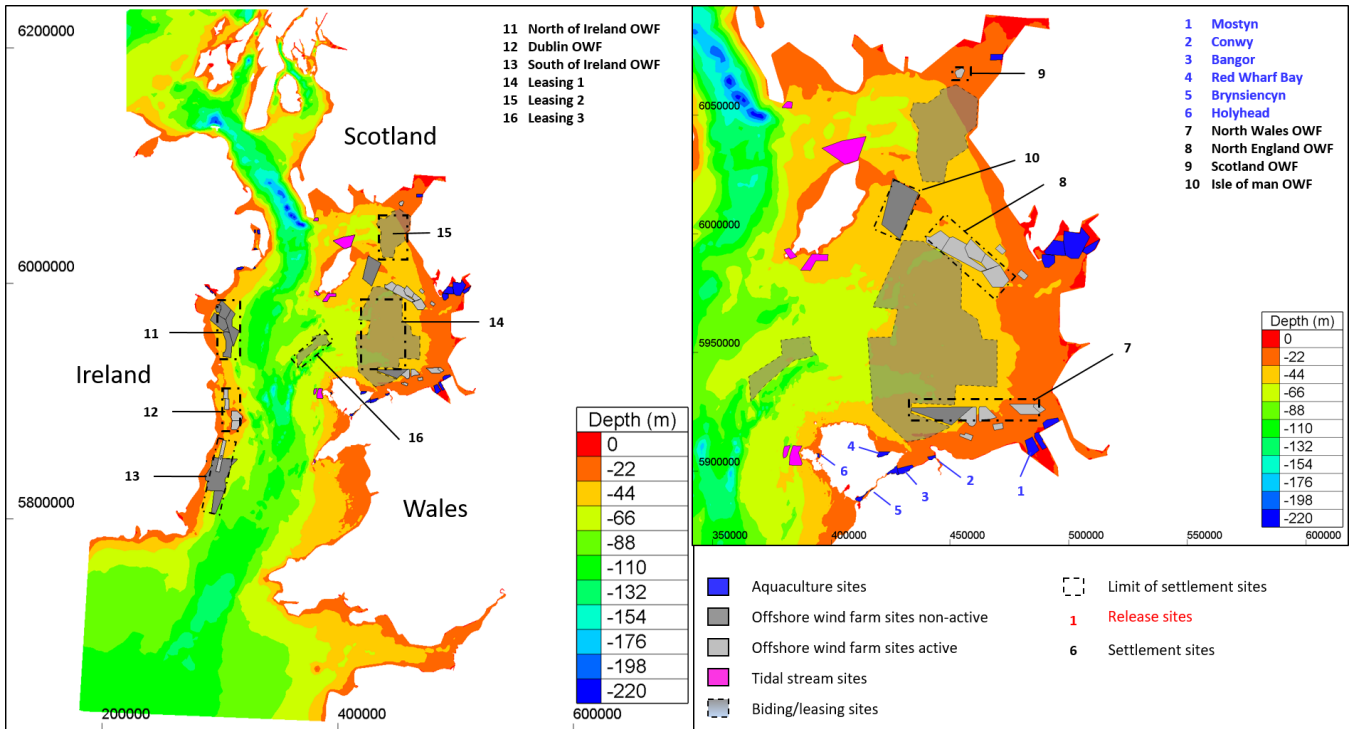 6200000
6000000
5800000
200000
400000
600000
11 North of Ireland OWF
12 Dublin OWF
13 South of Ireland OWF
14 Leasing 1
15 Leasing 2
16 Leasing 3
Scotland
Ireland
Wales
15
14
11
12
16
13
Depth (m)
0
-22
-44
-66
-88
-110
-132
-154
-176
-198
-220
1 Mostyn
2 Conwy
3 Bangor
4 Red Wharf Bay
5 Brynsiencyn
6 Holyhead
7 North Wales OWF
8 North England OWF
9 Scotland OWF
10 Isle of man OWF
6050000
6000000
5950000
5900000
350000
400000
450000
500000
550000
600000
9
10
8
7
4
6
2
3
5
1
Depth (m)
0
-22
-44
-66
-88
-110
-132
-154
-176
-198
-220
Aquaculture sites
Offshore wind farm sites non-active
Offshore wind farm sites active
Tidal stream sites
Biding/leasing sites
Limit of settlement sites
1 Release sites
6 Settlement sites